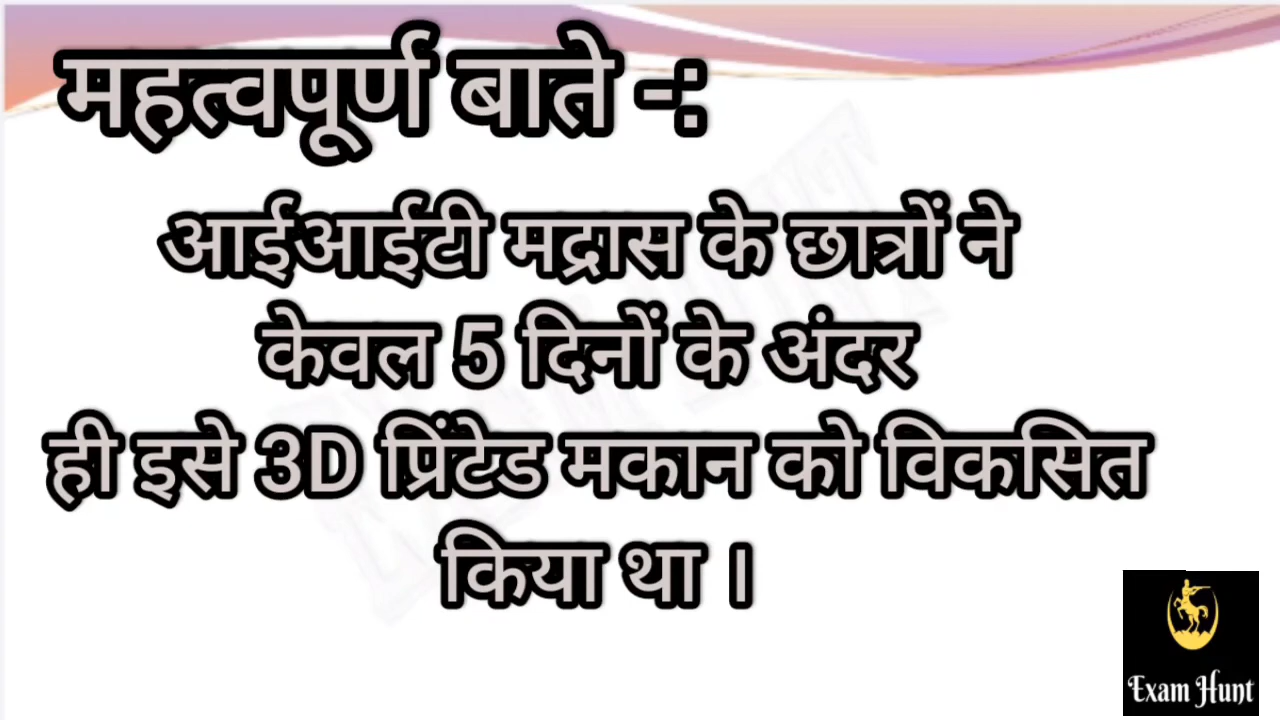 महत्वपूर्ण बाते -:
आईआईटी मद्रास के छात्रों ने
केवल 5 दिनों के अंदर
ही इसे 3D प्रिंटेड मकान को विकसित
किया था ।
Exam Hunt